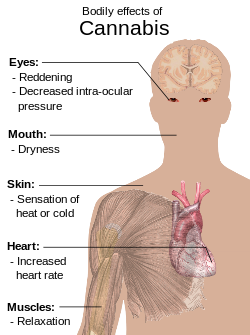 Bodily effects of
Cannabis
Eyes:
- Reddening
- Decreased intra-ocular
pressure
Mouth:
- Dryness
Skin:
- Sensation of
heat or cold
Heart:
- Increased
heart rate
Muscles:
- Relaxation